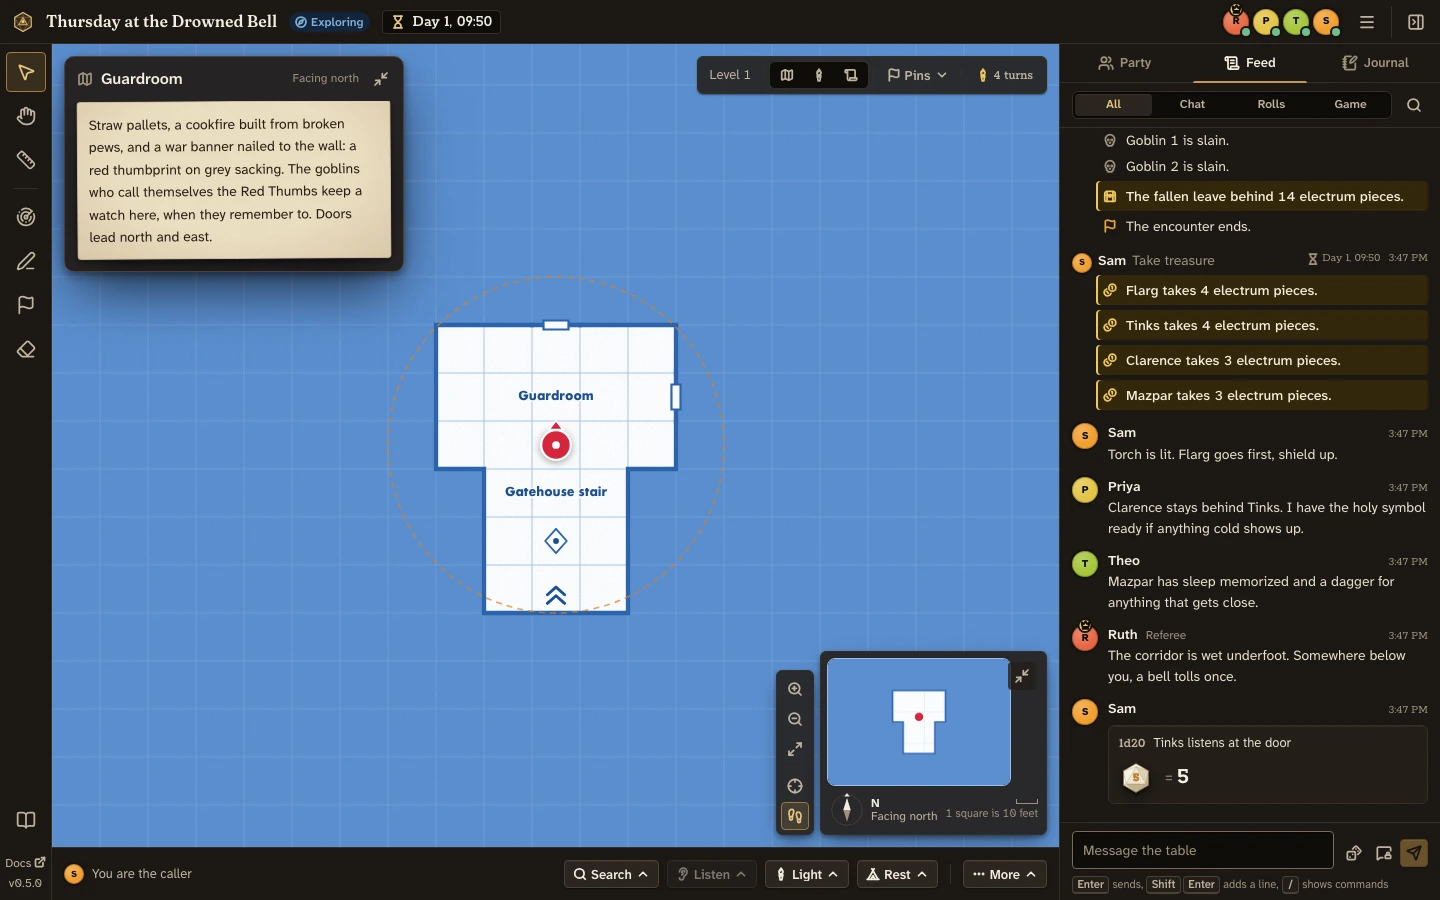 Thursday at the Drowned Bell
Exploring
Day 1, 09:50
R
P
T
S
Guardroom
Facing north
Straw pallets, a cookfire built from broken
pews, and a war banner nailed to the wall: a
red thumbprint on grey sacking. The goblins
who call themselves the Red Thumbs keep a
watch here, when they remember to. Doors
lead north and east.
Level 1
Pins
4 turns
Guardroom
Gatehouse stair
N
Facing north
1 square is 10 feet
Docs
v0.5.0
S
You are the caller
Search
Listen
Light
Rest
More
Party
Feed
Journal
All
Chat
Rolls
Game
Goblin 1 is slain.
Goblin 2 is slain.
The fallen leave behind 14 electrum pieces.
The encounter ends.
S
Sam Take treasure
Day 1, 09:50 3:47 PM
Flarg takes 4 electrum pieces.
Tinks takes 4 electrum pieces.
Clarence takes 3 electrum pieces.
Mazpar takes 3 electrum pieces.
S
Sam
3:47 PM
Torch is lit. Flarg goes first, shield up.
P
Priya
3:47 PM
Clarence stays behind Tinks. I have the holy symbol
ready if anything cold shows up.
T
Theo
3:47 PM
Mazpar has sleep memorized and a dagger for
anything that gets close.
R
Ruth Referee
3:47 PM
The corridor is wet underfoot. Somewhere below
you, a bell tolls once.
S
Sam
3:47 PM
1d20 Tinks listens at the door
5
= 5
Message the table
Enter sends, Shift Enter adds a line, / shows commands